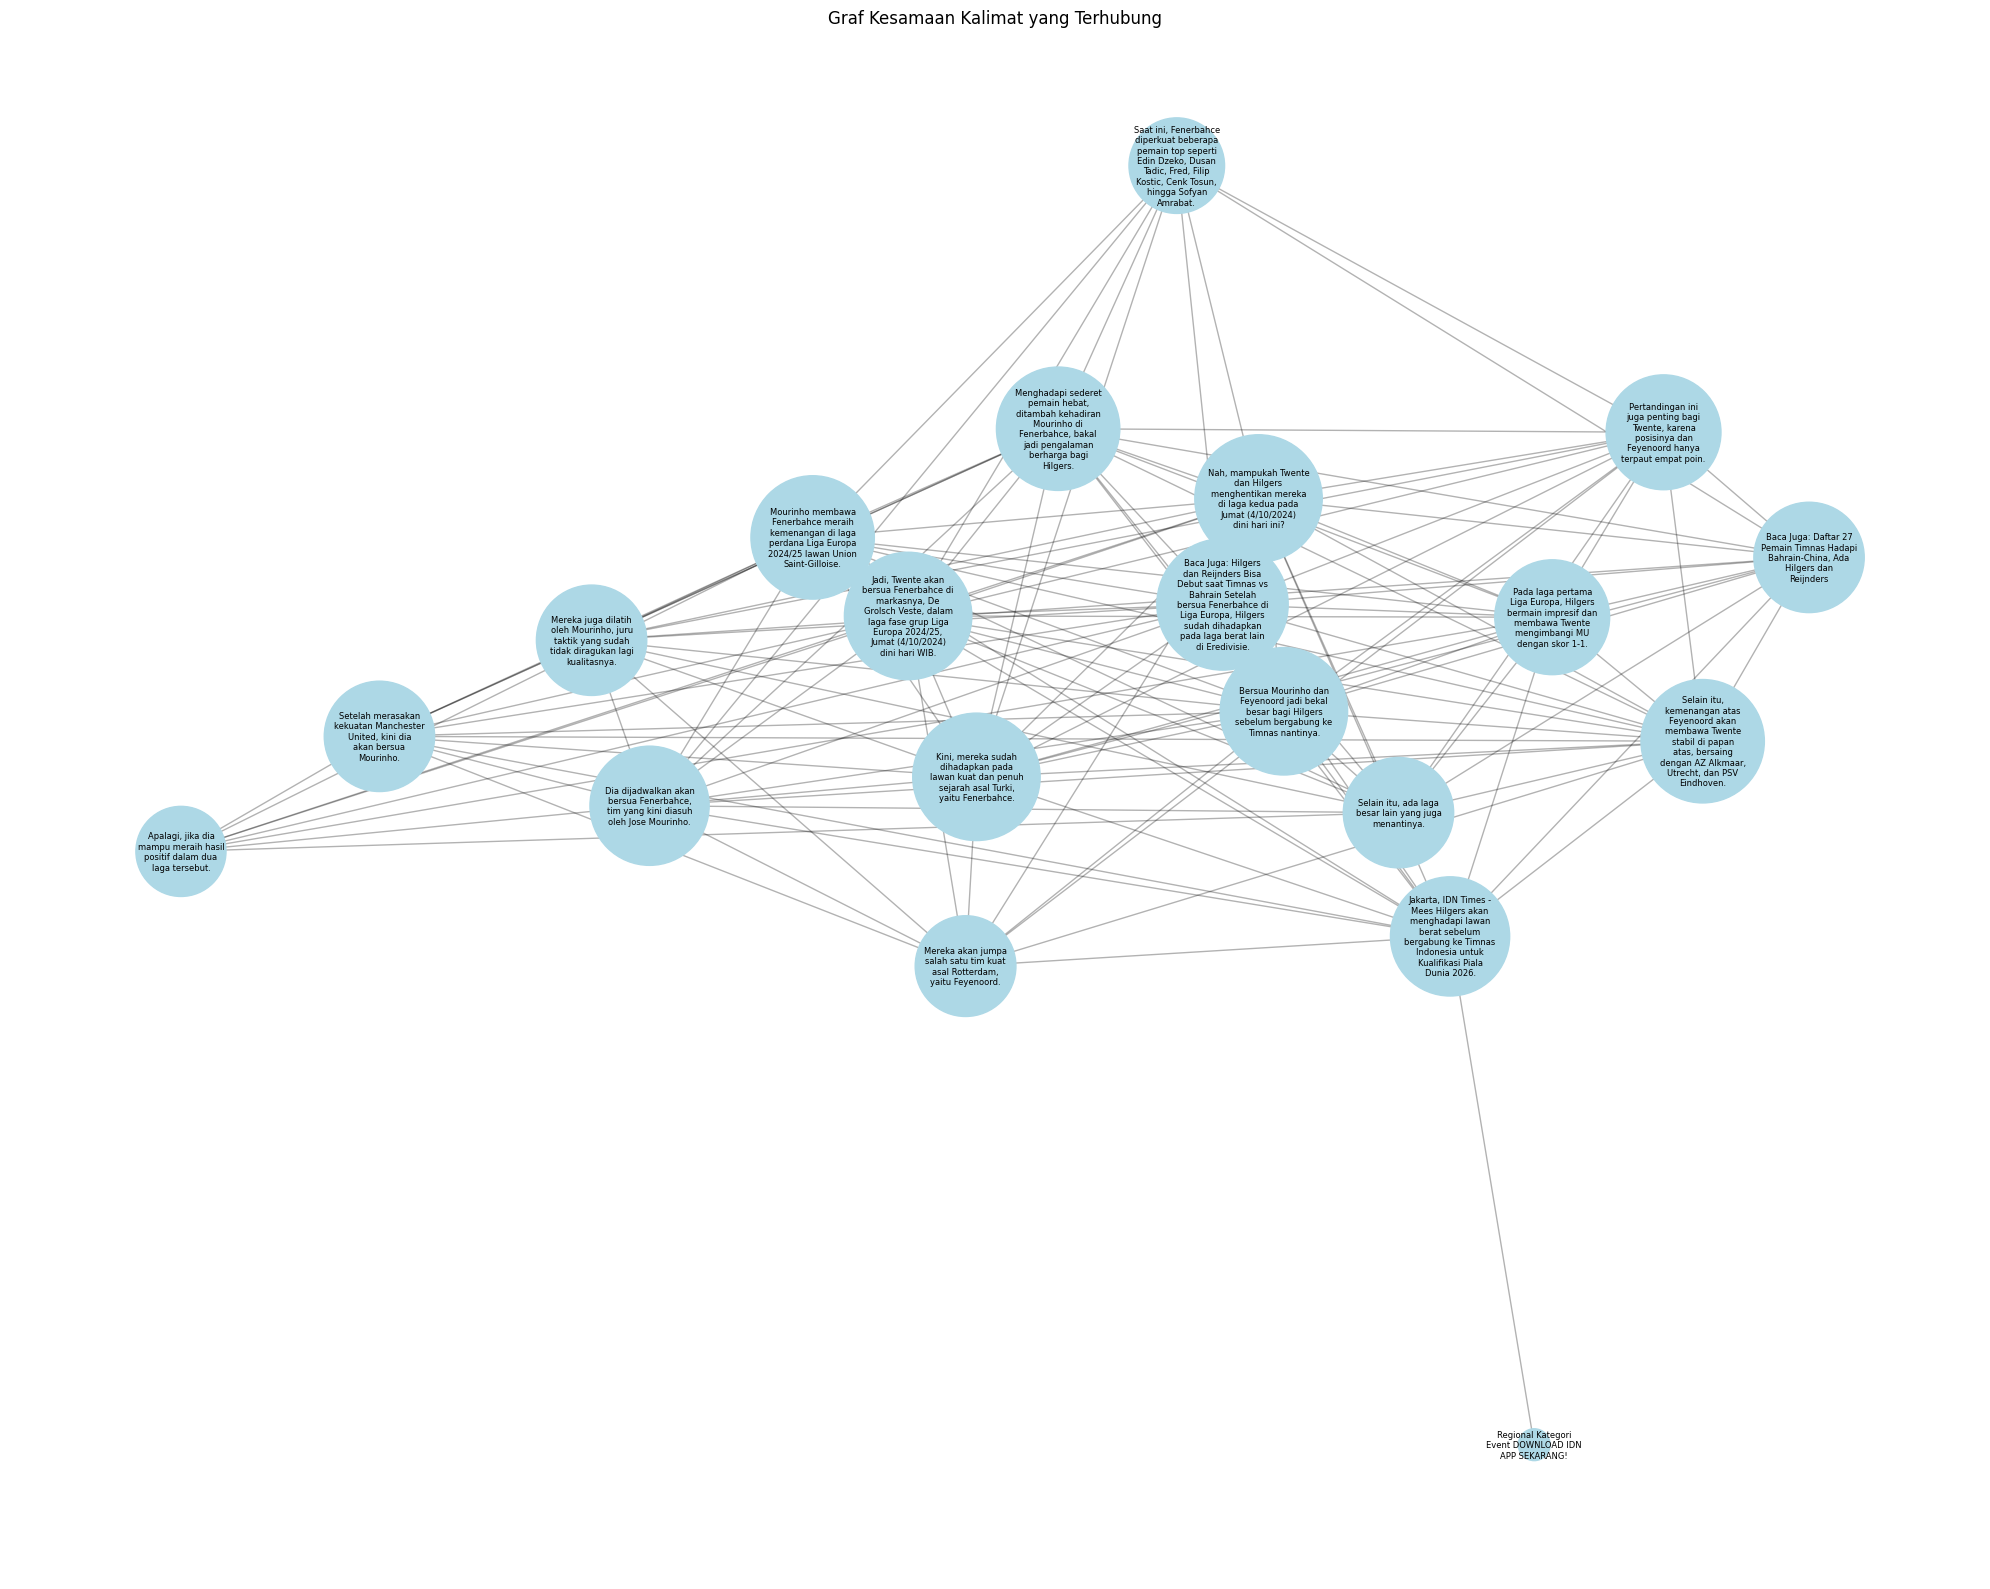 Graf Kesamaan Kalimat yang Terhubung
Saat ini, Fenerbahce
diperkuat beberapa
pemain top seperti
Edin Dzeko, Dusan
Tadic, Fred, Filip
Kostic, Cenk Tosun,
hingga Sofyan
Amrabat.
Menghadapi sederet
pemain hebat,
ditambah kehadiran
Mourinho di
Fenerbahce, bakal
jadi pengalaman
berharga bagi
Hilgers.
Pertandingan ini
juga penting bagi
Twente, karena
posisinya dan
Feyenoord hanya
terpaut empat poin.
Nah, mampukah Twente
dan Hilgers
menghentikan mereka
di laga kedua pada
Jumat (4/10/2024)
dini hari ini?
Mourinho membawa
Fenerbahce meraih
kemenangan di laga
perdana Liga Europa
2024/25 lawan Union
Saint-Gilloise.
Baca Juga: Daftar 27
Pemain Timnas Hadapi
Bahrain-China, Ada
Hilgers dan
Reijnders
Jadi, Twente akan
bersua Fenerbahce di
markasnya, De
Grolsch Veste, dalam
laga fase grup Liga
Europa 2024/25,
Jumat (4/10/2024)
dini hari WIB.
Baca Juga: Hilgers
dan Reijnders Bisa
Debut saat Timnas vs
Bahrain Setelah
bersua Fenerbahce di
Liga Europa, Hilgers
sudah dihadapkan
pada laga berat lain
di Eredivisie.
Pada laga pertama
Liga Europa, Hilgers
bermain impresif dan
membawa Twente
mengimbangi MU
dengan skor 1-1.
Mereka juga dilatih
oleh Mourinho, juru
taktik yang sudah
tidak diragukan lagi
kualitasnya.
Bersua Mourinho dan
Feyenoord jadi bekal
besar bagi Hilgers
sebelum bergabung ke
Timnas nantinya.
Selain itu,
kemenangan atas
Feyenoord akan
membawa Twente
stabil di papan
atas, bersaing
dengan AZ Alkmaar,
Utrecht, dan PSV
Eindhoven.
Setelah merasakan
kekuatan Manchester
United, kini dia
akan bersua
Mourinho.
Kini, mereka sudah
dihadapkan pada
lawan kuat dan penuh
sejarah asal Turki,
yaitu Fenerbahce.
Dia dijadwalkan akan
bersua Fenerbahce,
tim yang kini diasuh
oleh Jose Mourinho.
Selain itu, ada laga
besar lain yang juga
menantinya.
Apalagi, jika dia
mampu meraih hasil
positif dalam dua
laga tersebut.
Jakarta, IDN Times -
Mees Hilgers akan
menghadapi lawan
berat sebelum
bergabung ke Timnas
Indonesia untuk
Kualifikasi Piala
Dunia 2026.
Mereka akan jumpa
salah satu tim kuat
asal Rotterdam,
yaitu Feyenoord.
Regional Kategori
Event DOWNLOAD IDN
APP SEKARANG!